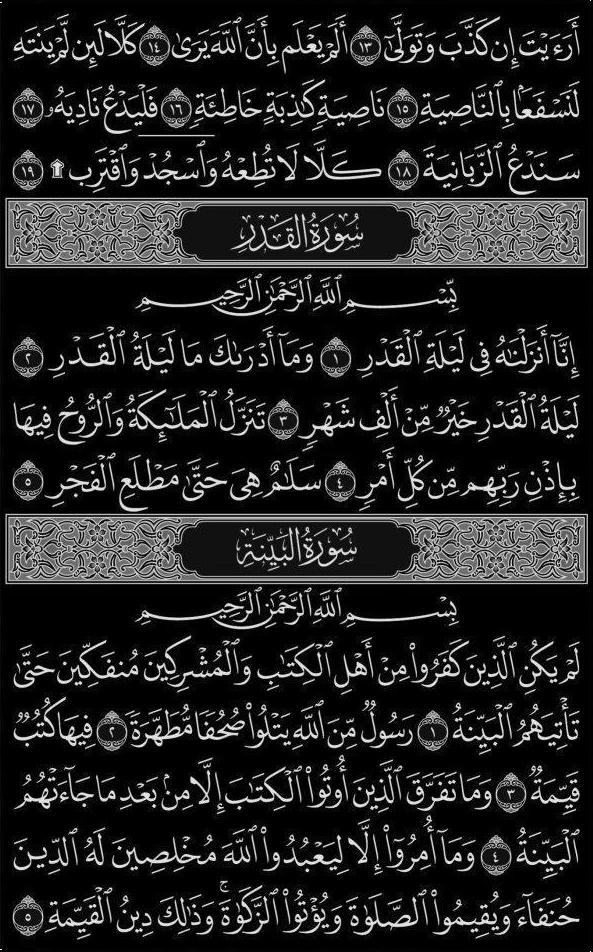 أَرَءَيْتَ إِن كَذَّبَ وَتَوَلَّىٰٓ ١٣ أَلَمْ يَعْلَم بِأَنَّ ٱللَّهَ يَرَىٰ ١٤ كَلَّا لَئِن لَّمْ يَنتَهِ
لَنَسْفَعًۢا بِٱلنَّاصِيَةِ ١٥ نَاصِيَةٍ كَٰذِبَةٍ خَاطِئَةٍ ١٦ فَلْيَدْعُ نَادِيَهُۥ ١٧
سَنَدْعُ ٱلزَّبَانِيَةَ ١٨ كَلَّا لَا تُطِعْهُ وَٱسْجُدْ وَٱقْتَرِب ۩ ١٩
سُورَةُ القَدْرِ
بِسْمِ ٱللَّهِ ٱلرَّحْمَٰنِ ٱلرَّحِيمِ
إِنَّآ أَنزَلْنَٰهُ فِى لَيْلَةِ ٱلْقَدْرِ ١ وَمَآ أَدْرَىٰكَ مَا لَيْلَةُ ٱلْقَدْرِ ٢
لَيْلَةُ ٱلْقَدْرِ خَيْرٌ مِّنْ أَلْفِ شَهْرٍ ٣ تَنَزَّلُ ٱلْمَلَٰٓئِكَةُ وَٱلرُّوحُ فِيهَا
بِإِذْنِ رَبِّهِم مِّن كُلِّ أَمْرٍ ٤ سَلَٰمٌ هِىَ حَتَّىٰ مَطْلَعِ ٱلْفَجْرِ ٥
سُورَةُ البَيِّنَةِ
بِسْمِ ٱللَّهِ ٱلرَّحْمَٰنِ ٱلرَّحِيمِ
لَمْ يَكُنِ ٱلَّذِينَ كَفَرُوا۟ مِنْ أَهْلِ ٱلْكِتَٰبِ وَٱلْمُشْرِكِينَ مُنفَكِّينَ حَتَّىٰ
تَأْتِيَهُمُ ٱلْبَيِّنَةُ ١ رَسُولٌ مِّنَ ٱللَّهِ يَتْلُوا۟ صُحُفًا مُّطَهَّرَةً ٢ فِيهَا كُتُبٌ
قَيِّمَةٌ ٣ وَمَا تَفَرَّقَ ٱلَّذِينَ أُوتُوا۟ ٱلْكِتَٰبَ إِلَّا مِنۢ بَعْدِ مَا جَآءَتْهُمُ
ٱلْبَيِّنَةُ ٤ وَمَآ أُمِرُوٓا۟ إِلَّا لِيَعْبُدُوا۟ ٱللَّهَ مُخْلِصِينَ لَهُ ٱلدِّينَ
حُنَفَآءَ وَيُقِيمُوا۟ ٱلصَّلَوٰةَ وَيُؤْتُوا۟ ٱلزَّكَوٰةَ ۚ وَذَٰلِكَ دِينُ ٱلْقَيِّمَةِ ٥